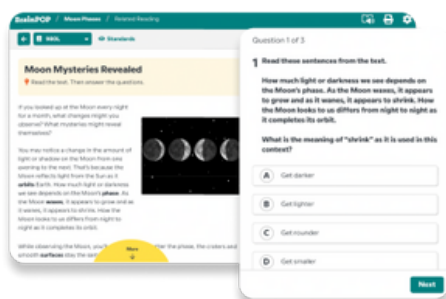 BrainPOP / Moon Phases / Related Reading
Standards
Moon Mysteries Revealed
Read the text. Then answer the questions.
If you looked up at the Moon every night
for a month, what changes might you
observe? What mysteries might reveal
themselves?
You may notice a change in the amount of
light or shadow on the Moon from one
evening to the next. That's because the
Moon reflects light from the Sun as it
orbits Earth. How much light or darkness
we see depends on the Moon's phase. As
the Moon waxes, it appears to grow and as
it wanes, it appears to shrink. How the
Moon looks to us differs from night to
night as it completes its orbit.
While observing the Moon, you'll
ther the phase, the craters and
smooth surfaces stay the
More
Question 1 of 3
1 Read these sentences from the text.
How much light or darkness we see depends on
the Moon's phase. As the Moon waxes, it appears
to grow and as it wanes, it appears to shrink. How
the Moon looks to us differs from night to night as
it completes its orbit.
What is the meaning of "shrink" as it is used in this
context?
A Get darker
B Get lighter
C Get rounder
D Get smaller
Next